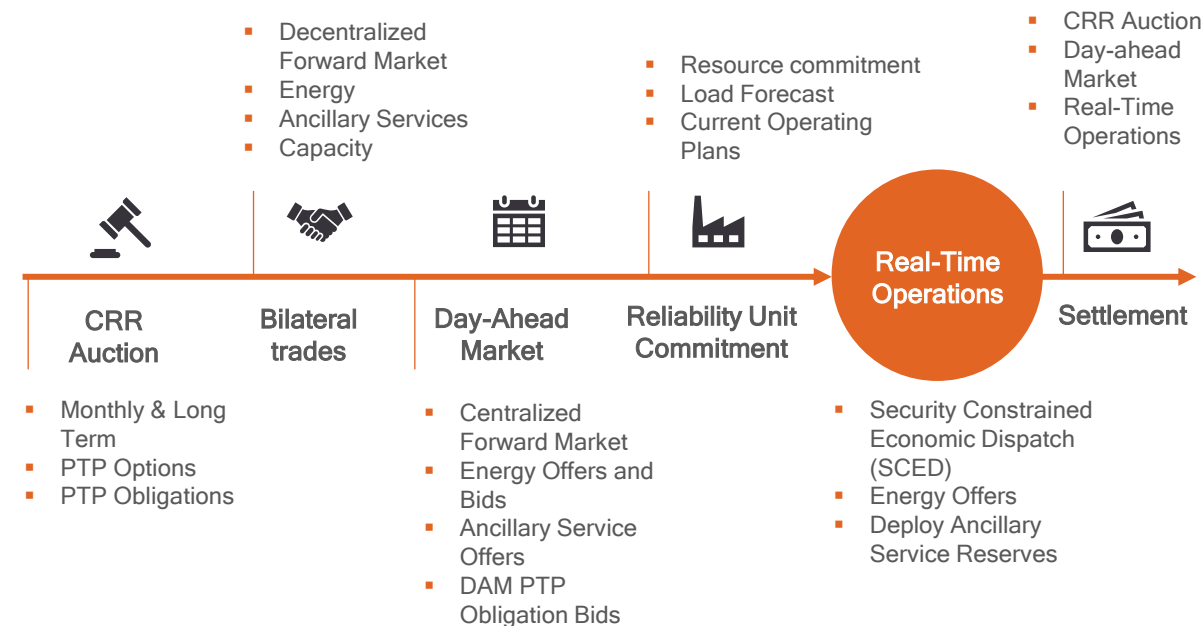 Decentralized
Forward Market
Energy
Ancillary Services
Capacity
Resource commitment
Load Forecast
Current Operating
Plans
CRR Auction
Day-ahead
Market
Real-Time
Operations
CRR
Auction
Bilateral
trades
Day-Ahead
Market
Reliability Unit
Commitment
Real-Time
Operations
Settlement
Monthly & Long
Term
PTP Options
PTP Obligations
Centralized
Forward Market
Energy Offers and
Bids
Ancillary Service
Offers
DAM PTP
Obligation Bids
Security Constrained
Economic Dispatch
(SCED)
Energy Offers
Deploy Ancillary
Service Reserves